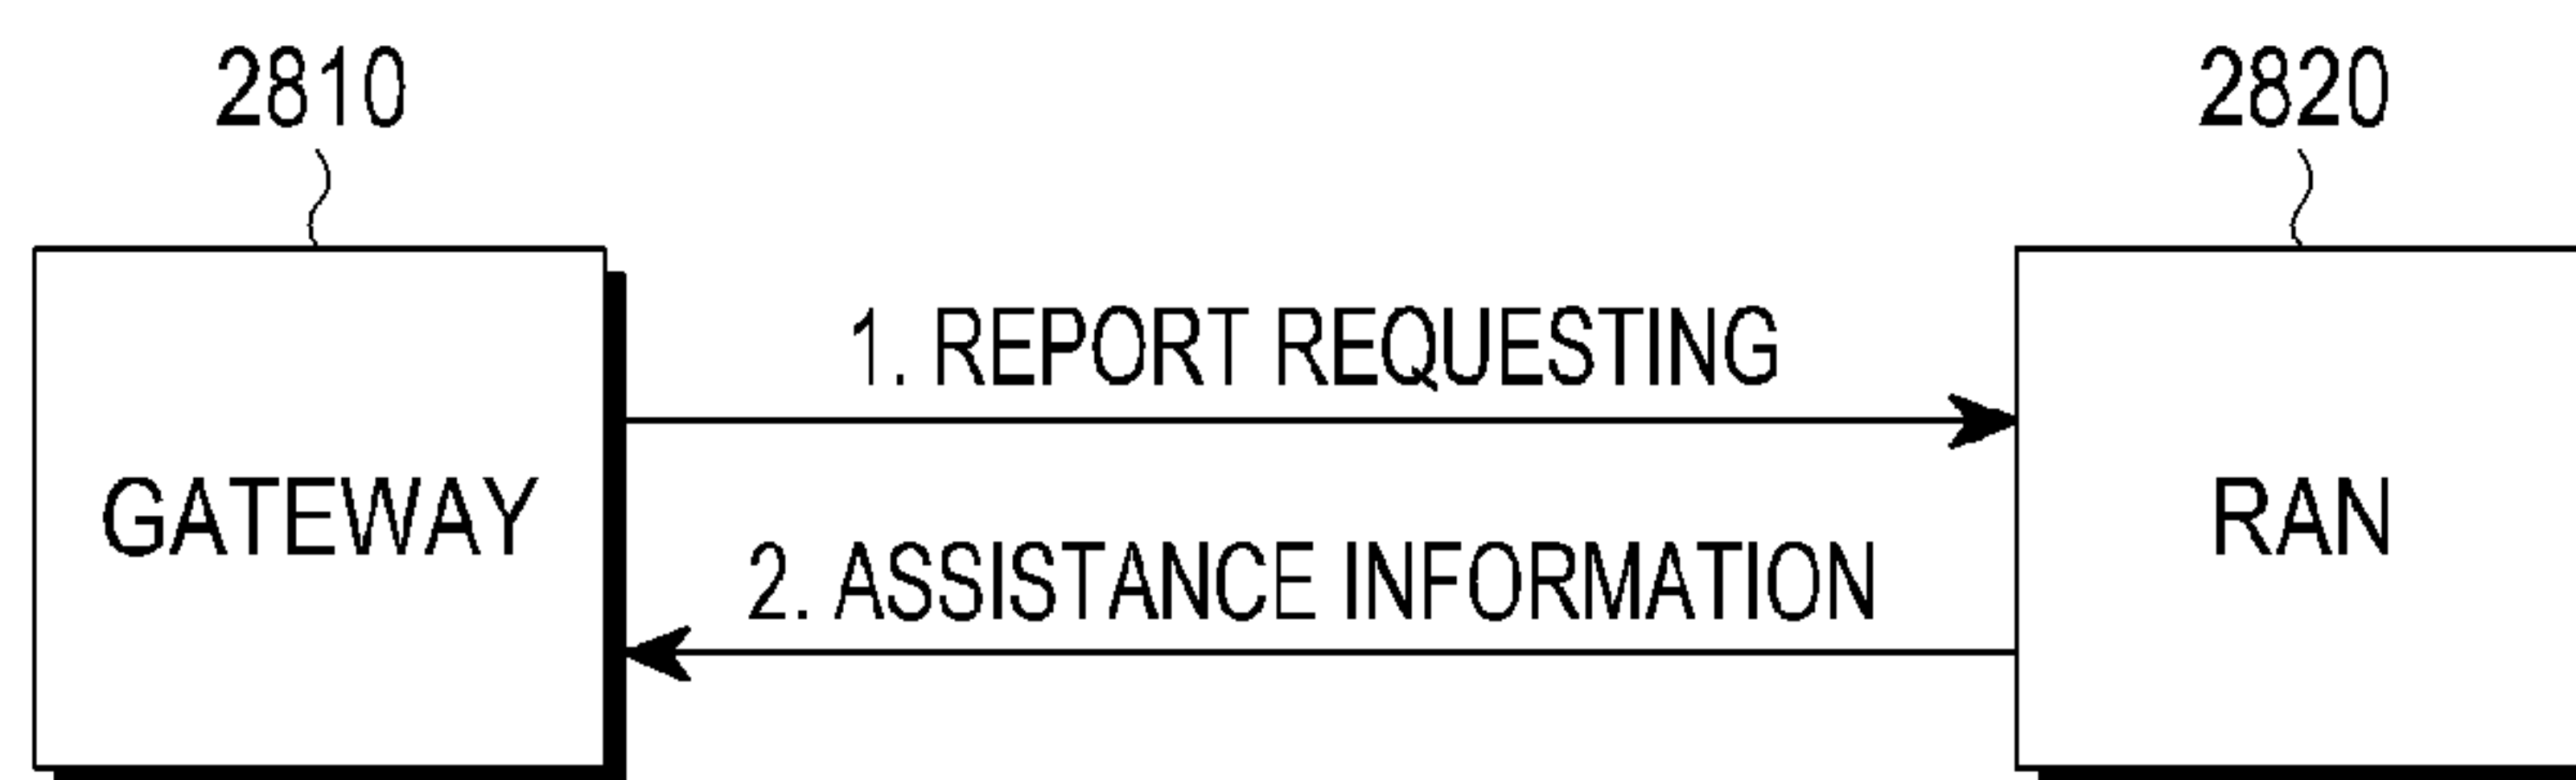 2810
2820
1. REPORT REQUESTING
GATEWAY
RAN
2. ASSISTANCE INFORMATION